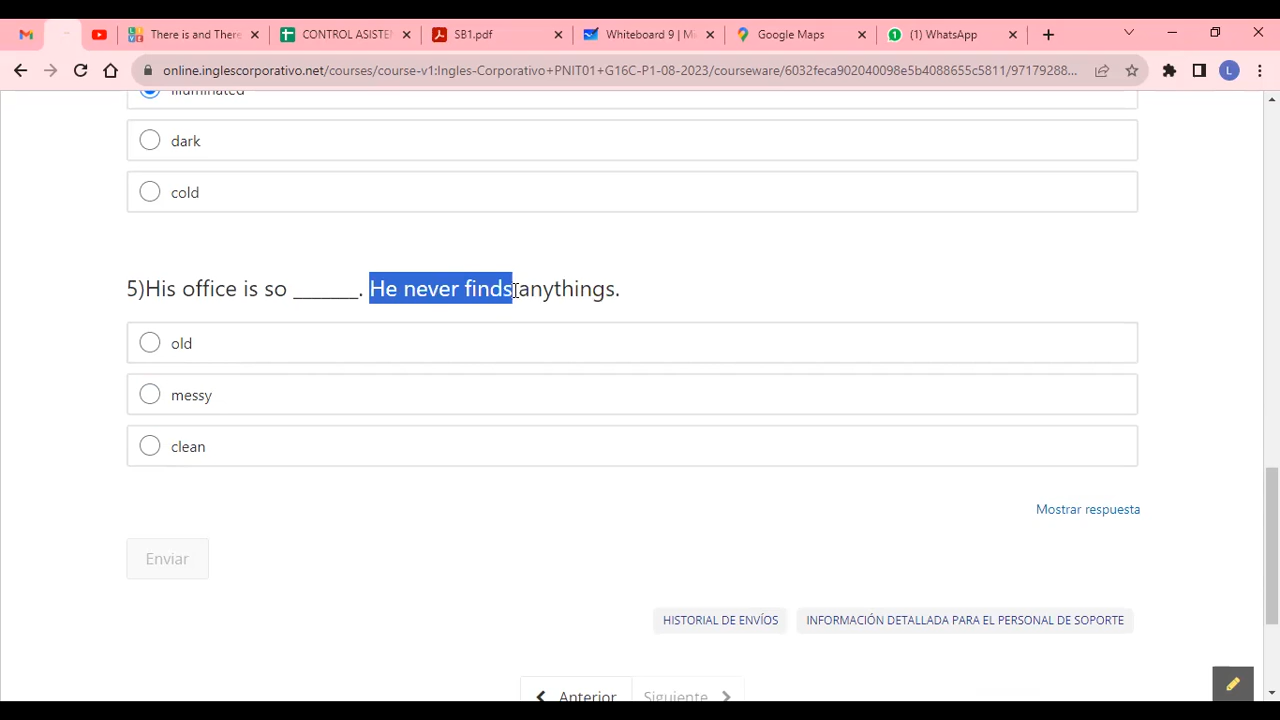 There is and There
CONTROL ASISTEN
SB1.pdf
Whiteboard 9 | M
Google Maps
(1) WhatsApp
online.inglescorporativo.net/courses/course-v1:Ingles-Corporativo+PNIT01+G16C-P1-08-2023/courseware/6032feca902040098e5b4088655c5811/97179288...
L
illuminated
dark
cold
5)His office is so _______. He never finds anythings.
old
messy
clean
Mostrar respuesta
Enviar
HISTORIAL DE ENVÍOS
INFORMACIÓN DETALLADA PARA EL PERSONAL DE SOPORTE
Anterior
Siguiente